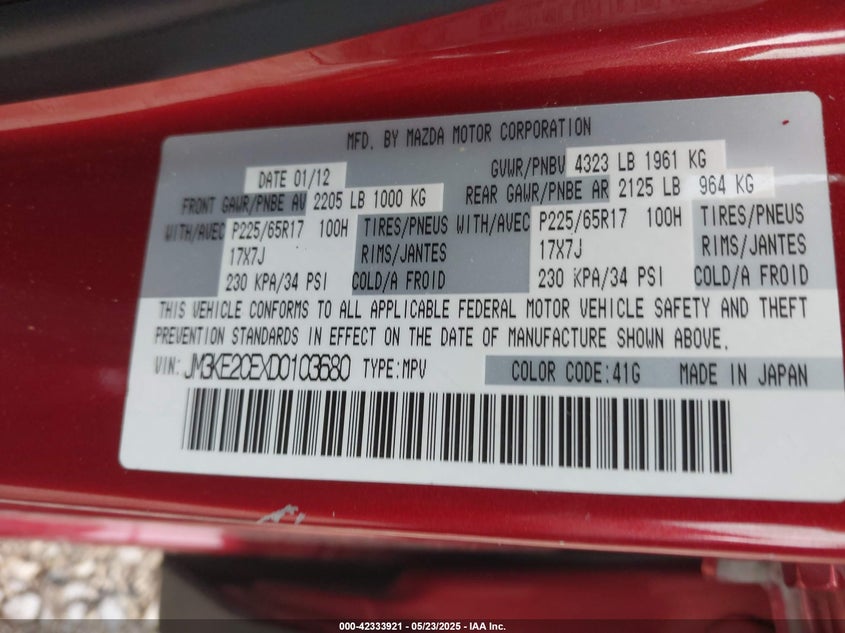 MFD. BY MAZDA MOTOR CORPORATION
DATE 01/12 GVWR/PNBV 4323 LB 1961 KG
FRONT GAWR/PNBE AV 2205 LB 1000 KG REAR GAWR/PNBE AR 2125 LB 964 KG
WITH/AVEC P225/65R17 100H TIRES/PNEUS WITH/AVEC P225/65R17 100H TIRES/PNEUS
17X7J RIMS/JANTES 17X7J RIMS/JANTES
230 KPA/34 PSI COLD/A FROID 230 KPA/34 PSI COLD/A FROID
THIS VEHICLE CONFORMS TO ALL APPLICABLE FEDERAL MOTOR VEHICLE SAFETY AND THEFT
PREVENTION STANDARDS IN EFFECT ON THE DATE OF MANUFACTURE SHOWN ABOVE.
VIN: JM3KE2CEXD0103680 TYPE:MPV COLOR CODE:41G MADE IN JAPAN
000-42333921 - 05/23/2025 - IAA Inc.